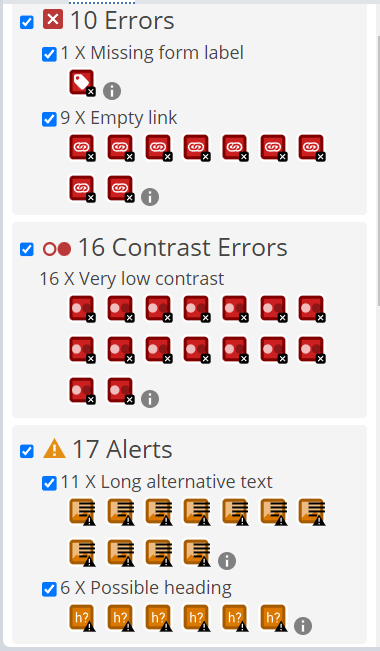 10 Errors
1 X Missing form label
9 X Empty link
16 Contrast Errors
16 X Very low contrast
17 Alerts
11 X Long alternative text
6 X Possible heading
h? h? h? h? h? h?